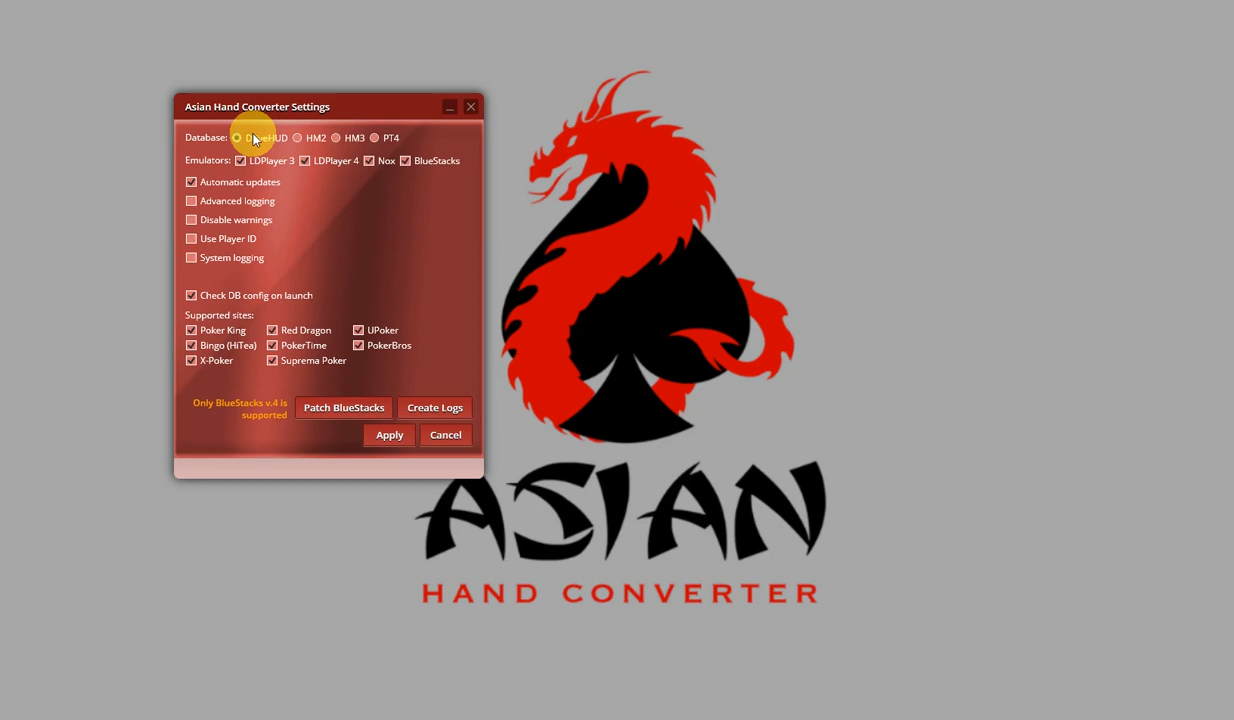 Asian Hand Converter Settings
Database: DriveHUD HM2 HM3 PT4
Emulators: LDPlayer 3 LDPlayer 4 Nox BlueStacks
Automatic updates
Advanced logging
Disable warnings
Use Player ID
System logging
Check DB config on launch
Supported sites:
Poker King Red Dragon UPoker
Bingo (HiTea) PokerTime PokerBros
X-Poker Suprema Poker
Only BlueStacks v.4 is
supported
Patch BlueStacks Create Logs
Apply Cancel
ASIAN
HAND CONVERTER